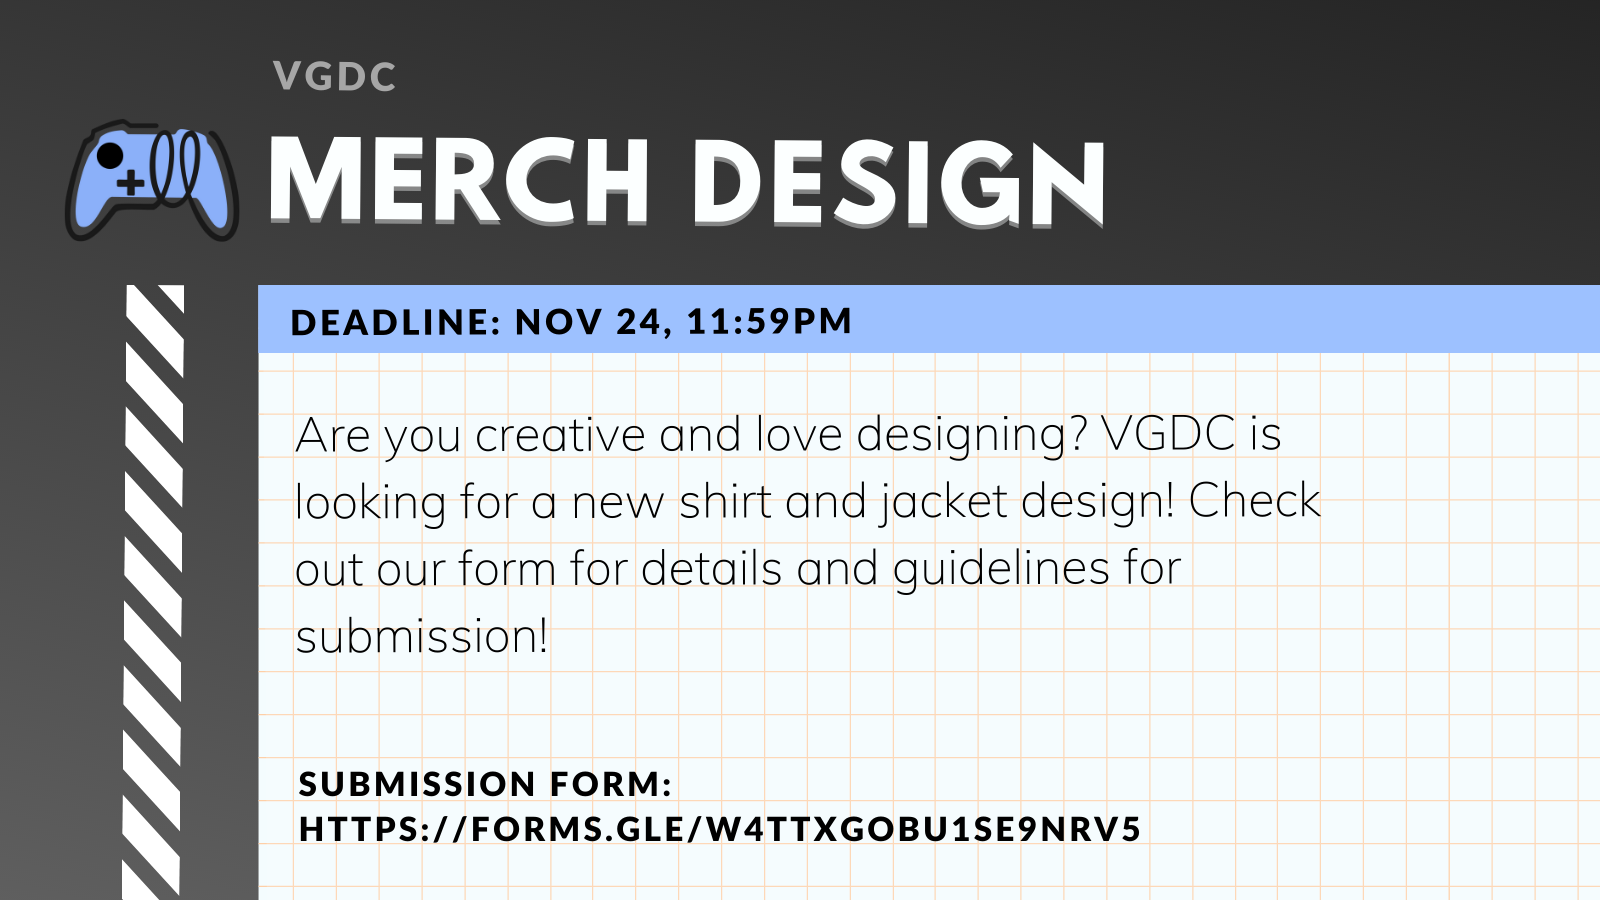 VGDC
MERCH DESIGN
DEADLINE: NOV 24, 11:59PM
Are you creative and love designing? VGDC is
looking for a new shirt and jacket design! Check
out our form for details and guidelines for
submission!
SUBMISSION FORM:
HTTPS://FORMS.GLE/W4TTXGOBU1SE9NRV5